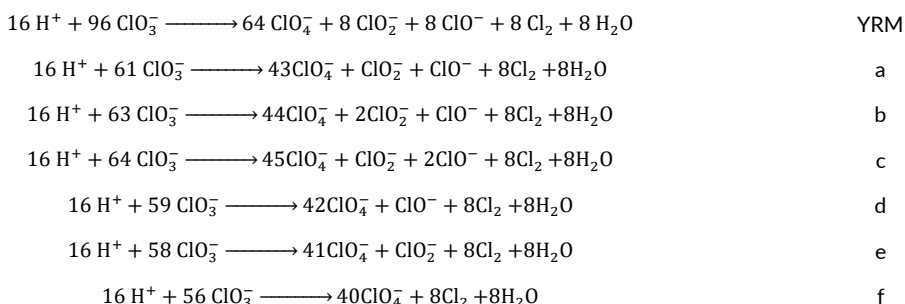 16 H⁺ + 96 ClO₃⁻ ⟶ 64 ClO₄⁻ + 8 ClO₂⁻ + 8 ClO⁻ + 8 Cl₂ + 8 H₂O YRM
16 H⁺ + 61 ClO₃⁻ ⟶ 43ClO₄⁻ + ClO₂⁻ + ClO⁻ + 8Cl₂ +8H₂O a
16 H⁺ + 63 ClO₃⁻ ⟶ 44ClO₄⁻ + 2ClO₂⁻ + ClO⁻ + 8Cl₂ +8H₂O b
16 H⁺ + 64 ClO₃⁻ ⟶ 45ClO₄⁻ + ClO₂⁻ + 2ClO⁻ + 8Cl₂ +8H₂O c
16 H⁺ + 59 ClO₃⁻ ⟶ 42ClO₄⁻ + ClO⁻ + 8Cl₂ +8H₂O d
16 H⁺ + 58 ClO₃⁻ ⟶ 41ClO₄⁻ + ClO₂⁻ + 8Cl₂ +8H₂O e
16 H⁺ + 56 ClO₃⁻ ⟶ 40ClO₄⁻ + 8Cl₂ +8H₂O f